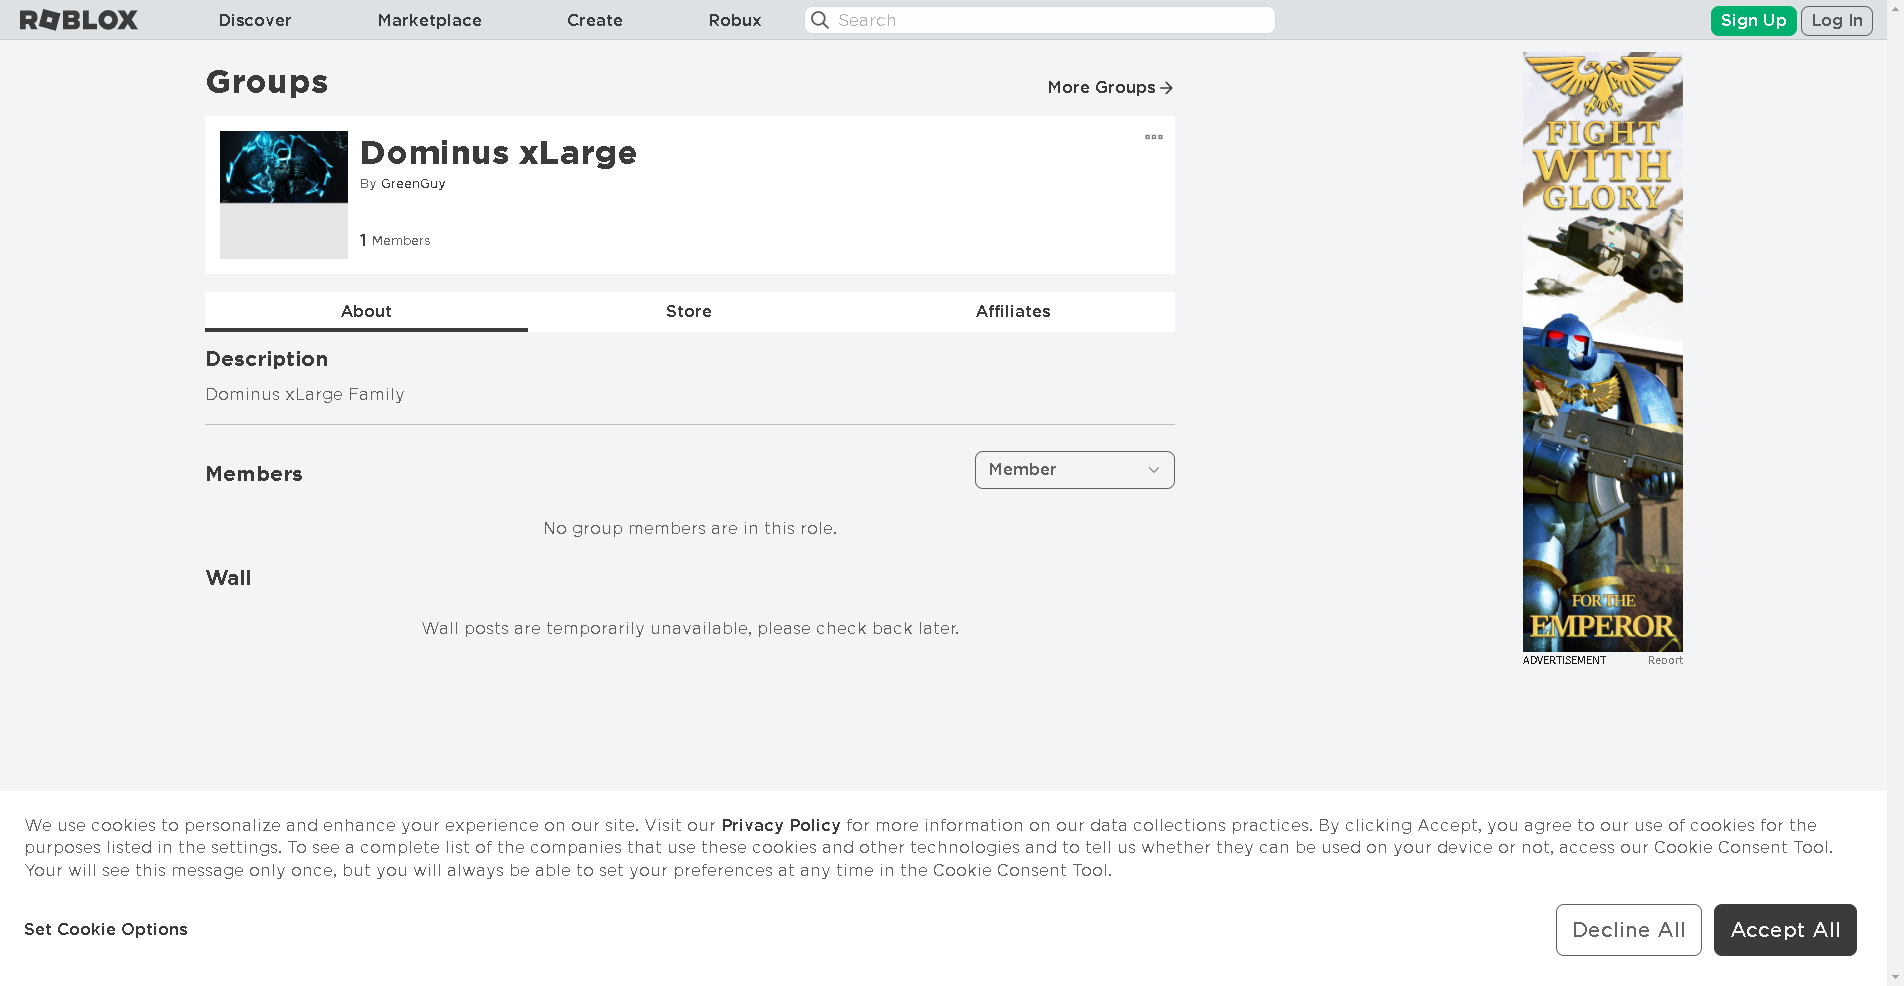 ROBLOX
Discover
Marketplace
Create
Robux
Search
Sign Up
Log In
Groups
More Groups
Dominus xLarge
By GreenGuy
1 Members
About
Store
Affiliates
Description
Dominus xLarge Family
Members
Member
No group members are in this role.
Wall
Wall posts are temporarily unavailable, please check back later.
FIGHT
WITH
GLORY
FOR THE
EMPEROR
ADVERTISEMENT
Report
We use cookies to personalize and enhance your experience on our site. Visit our Privacy Policy for more information on our data collections practices. By clicking Accept, you agree to our use of cookies for the
purposes listed in the settings. To see a complete list of the companies that use these cookies and other technologies and to tell us whether they can be used on your device or not, access our Cookie Consent Tool.
Your will see this message only once, but you will always be able to set your preferences at any time in the Cookie Consent Tool.
Set Cookie Options
Decline All
Accept All